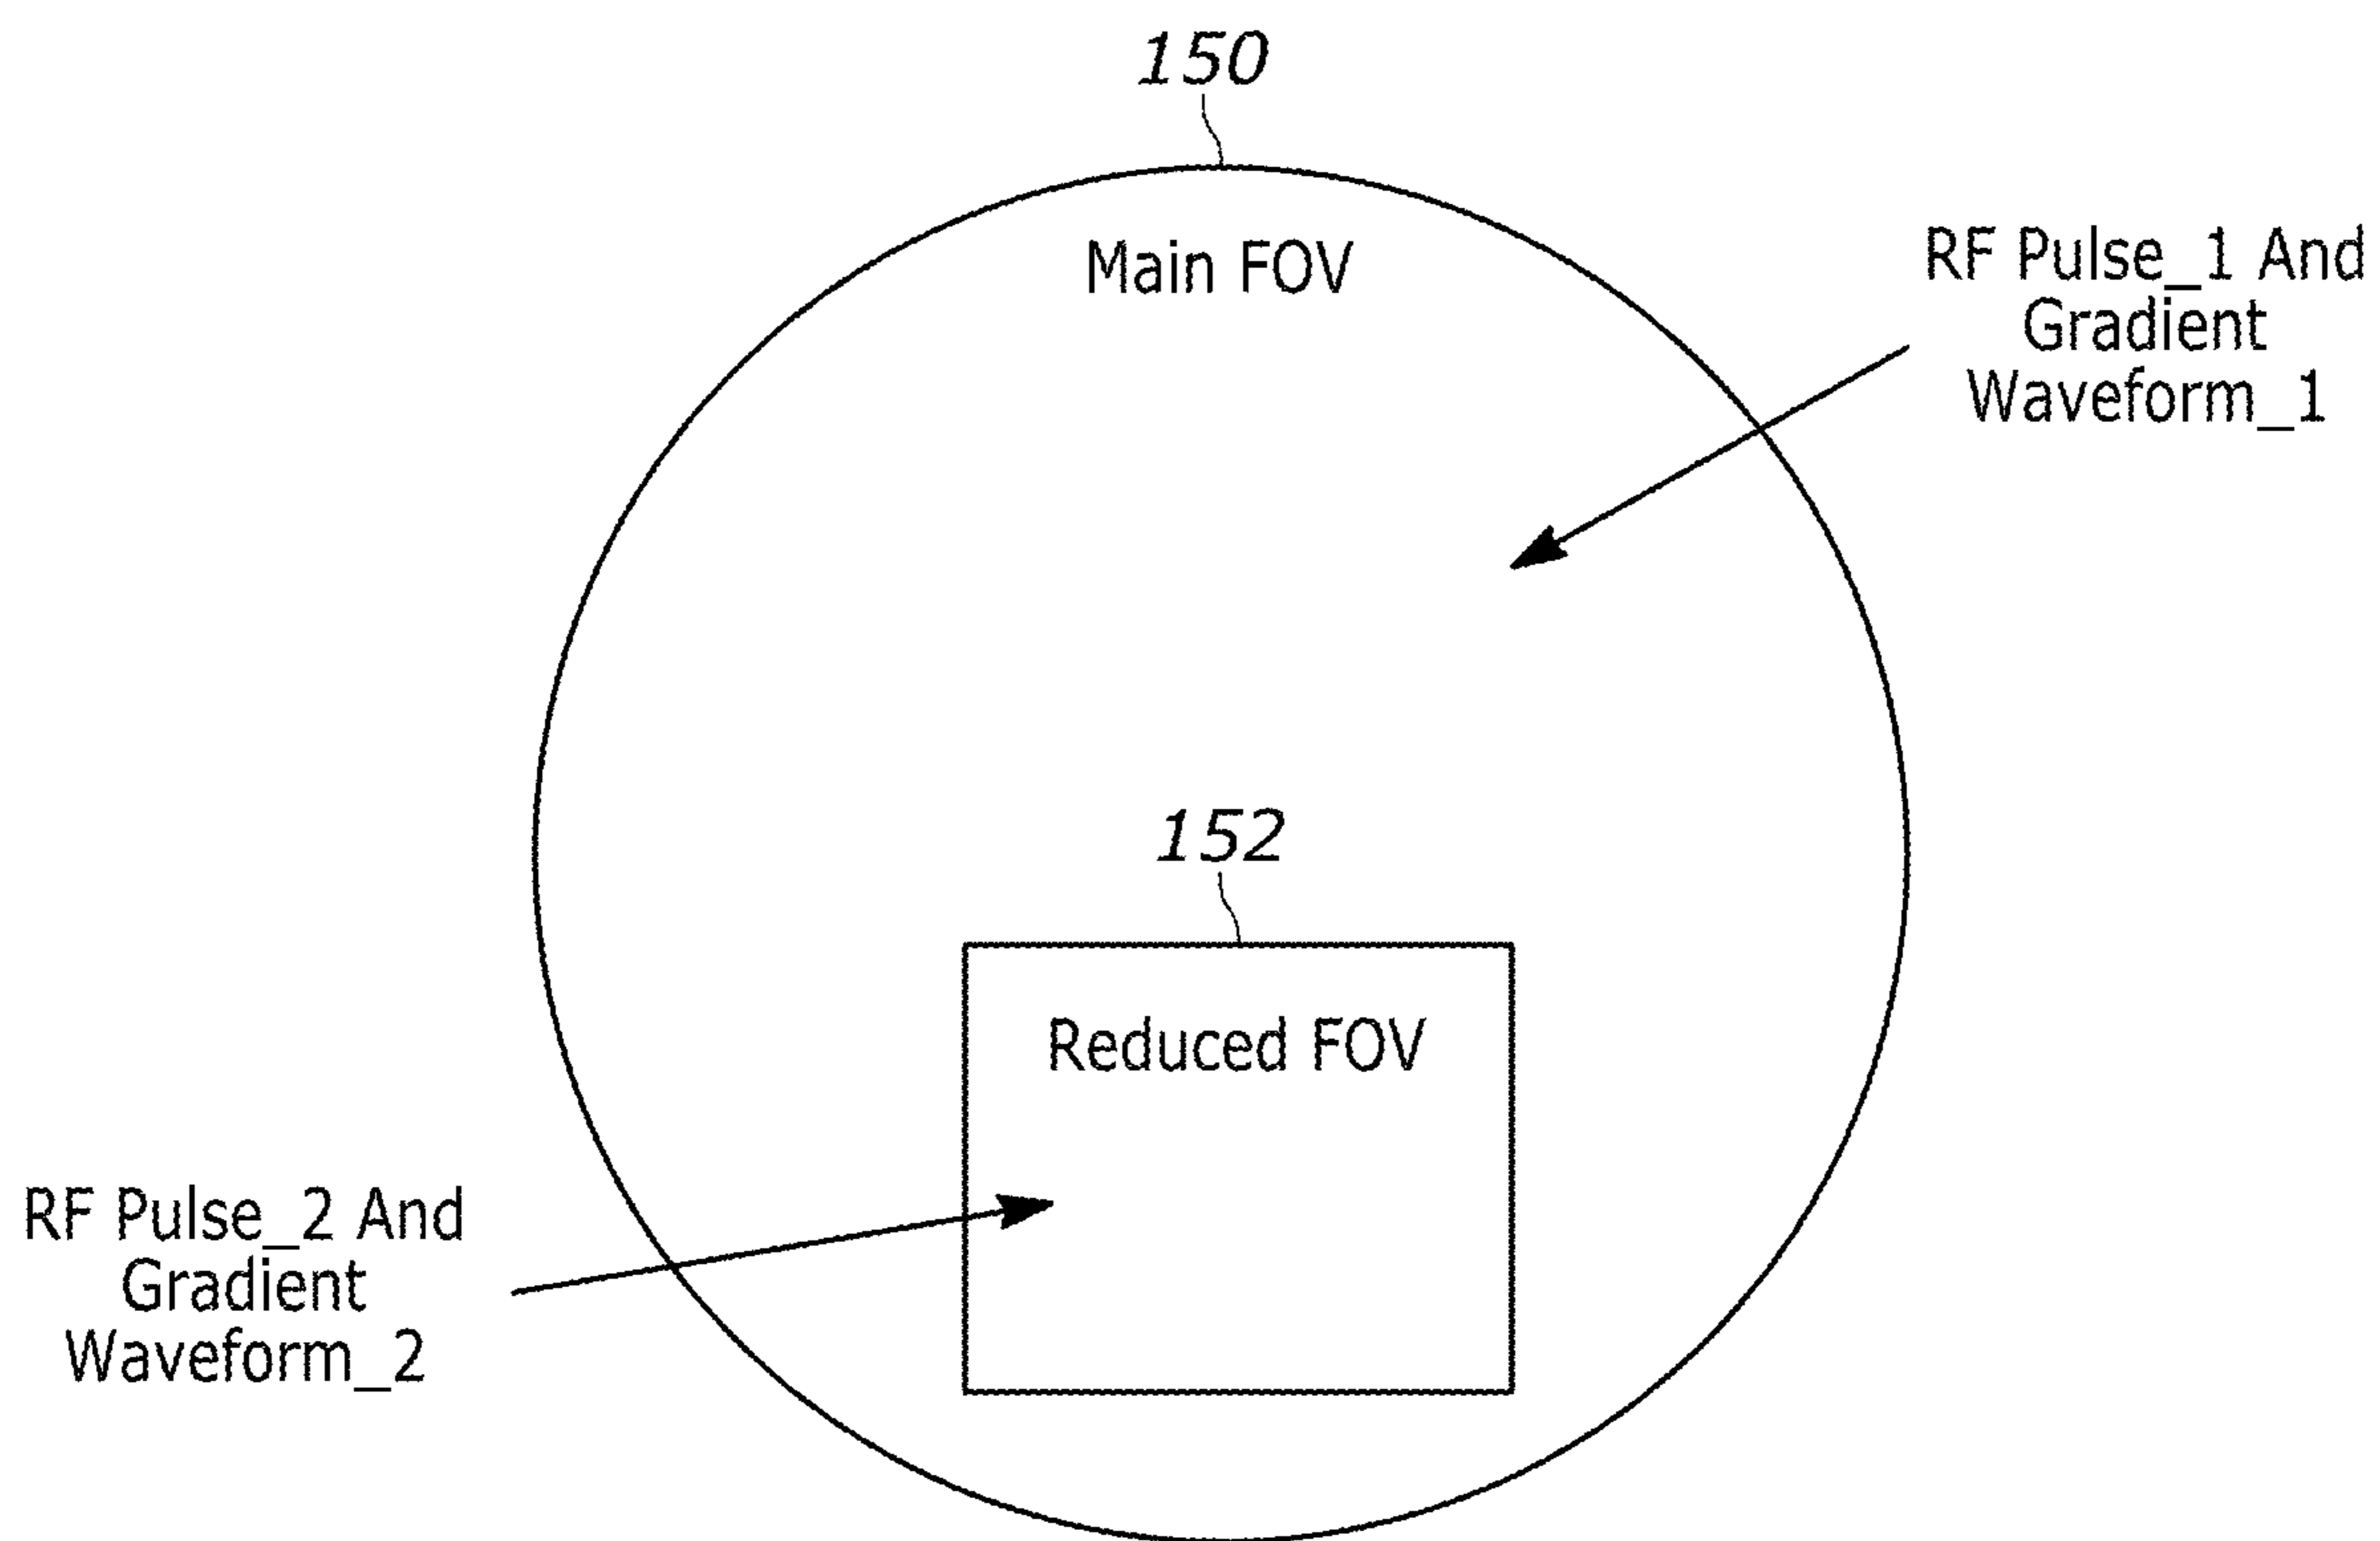 150
Main FOV
RF Pulse_1 And
Gradient
Waveform_1
152
Reduced FOV
RF Pulse_2 And
Gradient
Waveform_2